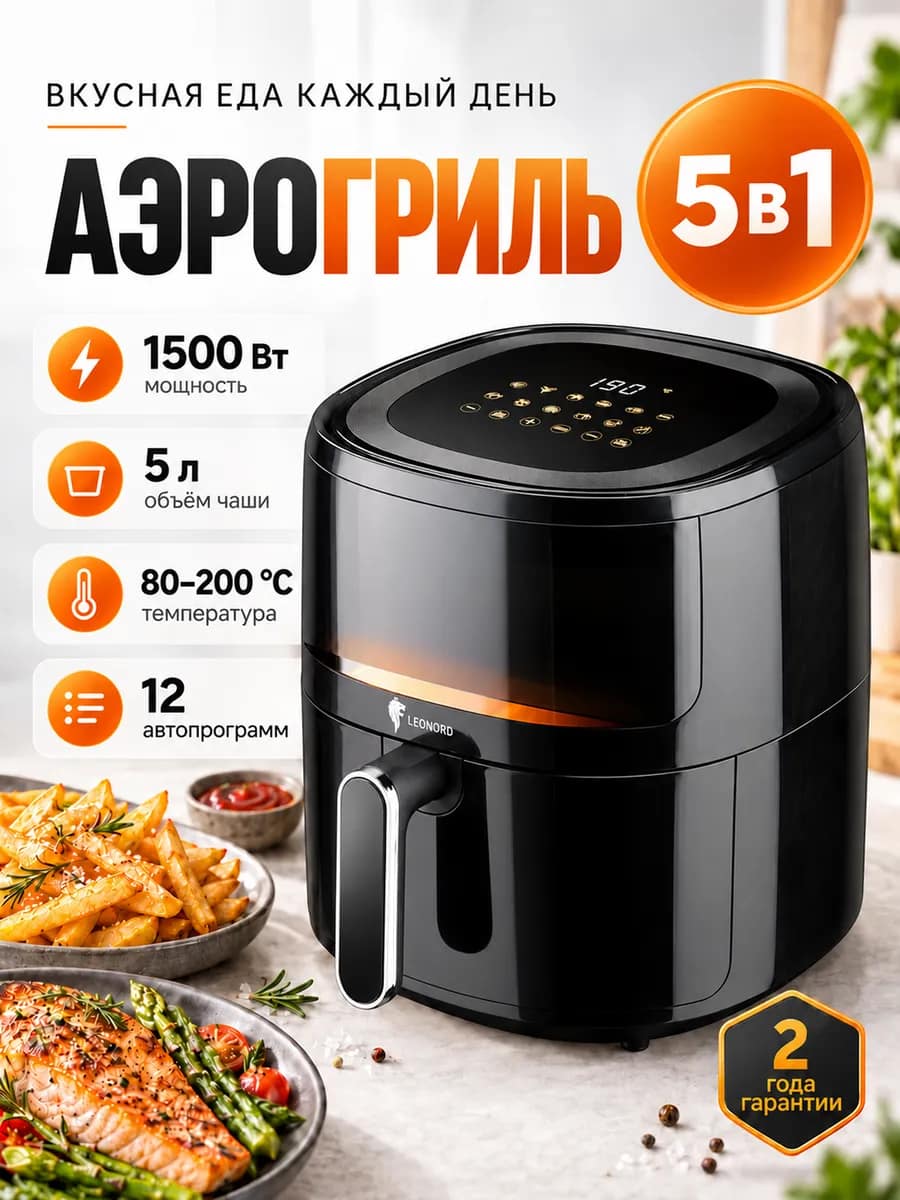 ВКУСНАЯ ЕДА КАЖДЫЙ ДЕНЬ
АЭРОГРИЛЬ
5в1
1500 Вт
мощность
5 л
объём чаши
80–200 °C
температура
12
автопрограмм
190
LEONORD
2
года
гарантии